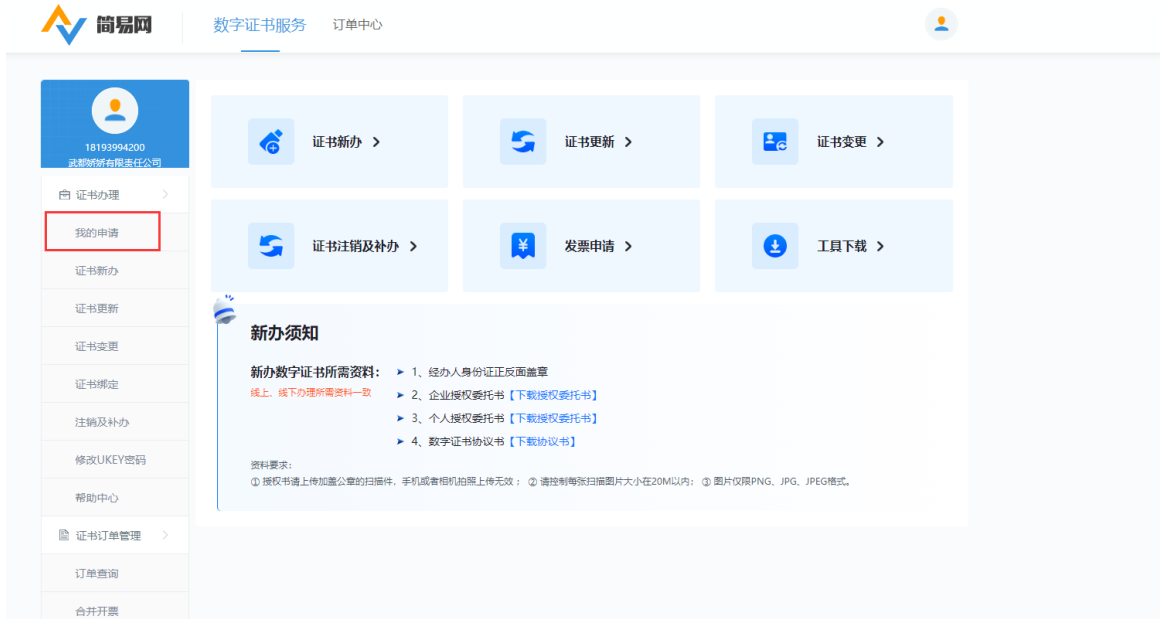 简易网
数字证书服务
订单中心
18193994200
武都娇娇有限责任公司
证书办理
我的申请
证书新办
证书更新
证书变更
证书绑定
注销及补办
修改UKEY密码
帮助中心
证书订单管理
订单查询
合并开票
证书新办
证书更新
证书变更
证书注销及补办
发票申请
工具下载
新办须知
新办数字证书所需资料:
线上、线下办理所需资料一致
➤ 1、经办人身份证正反面盖章
➤ 2、企业授权委托书【下载授权委托书】
➤ 3、个人授权委托书【下载授权委托书】
➤ 4、数字证书协议书【下载协议书】
资料要求:
① 授权书请上传加盖公章的扫描件，手机或者相机拍照上传无效； ② 请控制每张扫描图片大小在20M以内； ③ 图片仅限PNG、JPG、JPEG格式。